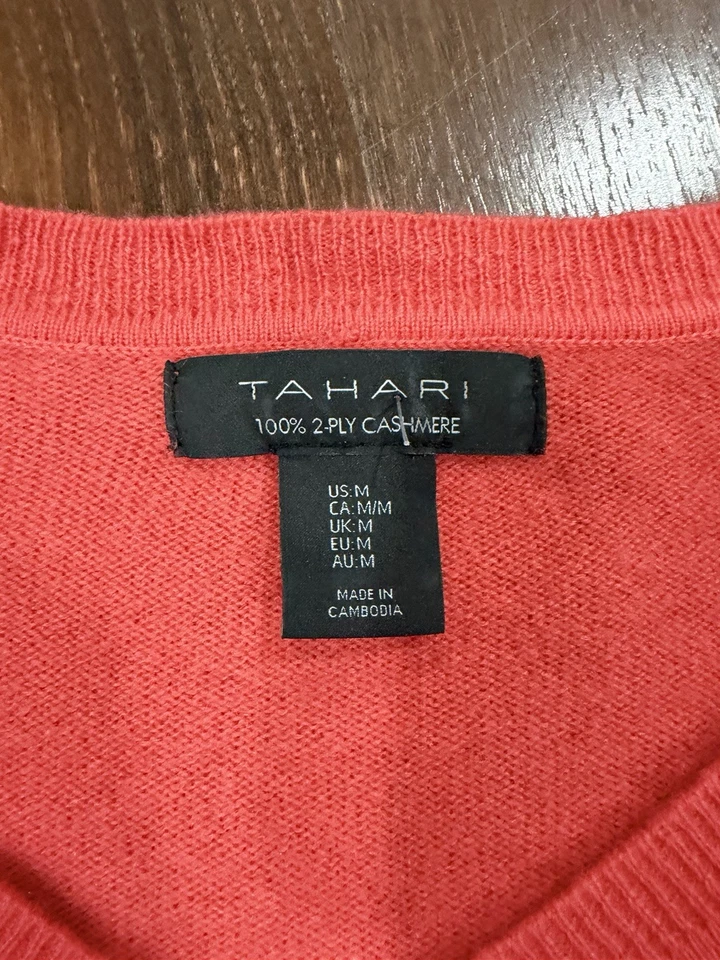 TAHARI
100% 2-PLY CASHMERE
US:M
CA:M/M
UK:M
EU:M
AU:M
MADE IN
CAMBODIA